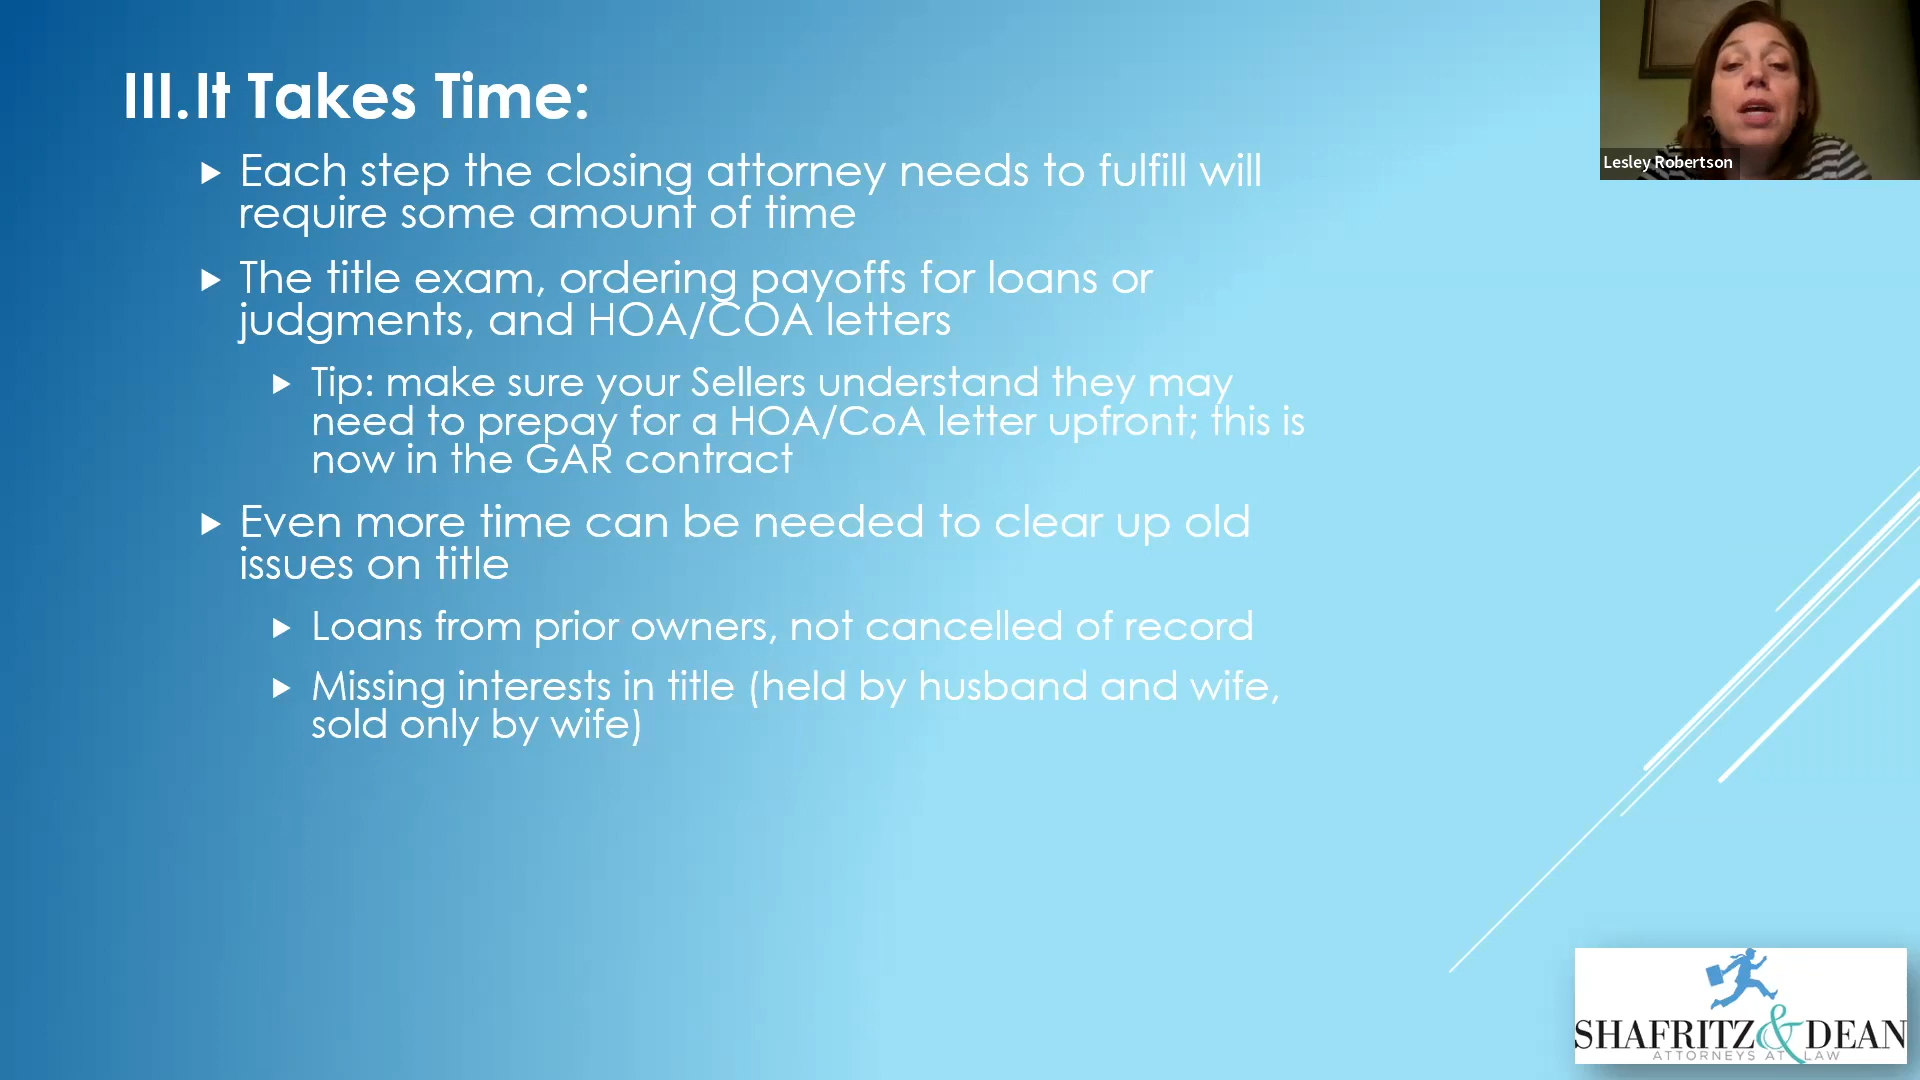 III. It Takes Time:
Each step the closing attorney needs to fulfill will
require some amount of time
The title exam, ordering payoffs for loans or
judgments, and HOA/COA letters
Tip: make sure your Sellers understand they may
need to prepay for a HOA/CoA letter upfront; this is
now in the GAR contract
Even more time can be needed to clear up old
issues on title
Loans from prior owners, not cancelled of record
Missing interests in title (held by husband and wife,
sold only by wife)
Lesley Robertson
SHAFRITZ & DEAN
ATTORNEYS AT LAW